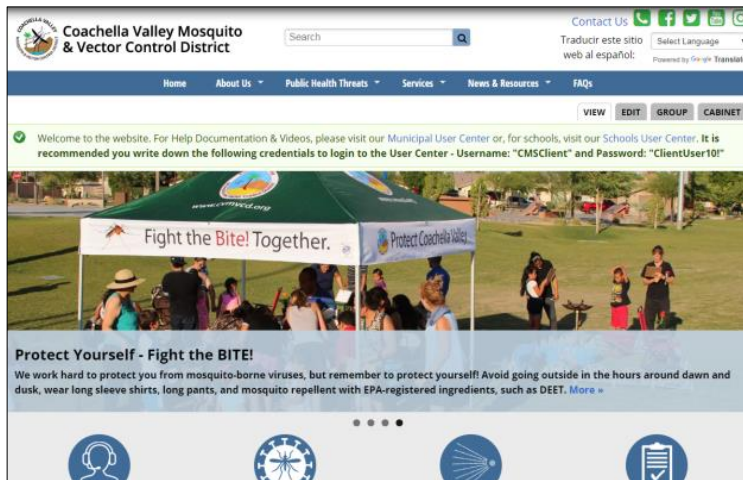 Coachella Valley Mosquito
& Vector Control District
Search
Contact Us
Traducir este sitio
web al español:
Select Language
Powered by Google Translate
Home About Us Public Health Threats Services News & Resources FAQs
VIEW EDIT GROUP CABINET
Welcome to the website. For Help Documentation & Videos, please visit our Municipal User Center or, for schools, visit our Schools User Center. It is
recommended you write down the following credentials to login to the User Center - Username: "CMSClient" and Password: "ClientUser10!"
www.cvmvcd.org
Fight the Bite! Together.
Protect Coachella Valley
Protect Yourself - Fight the BITE!
We work hard to protect you from mosquito-borne viruses, but remember to protect yourself! Avoid going outside in the hours around dawn and
dusk, wear long sleeve shirts, long pants, and mosquito repellent with EPA-registered ingredients, such as DEET. More »